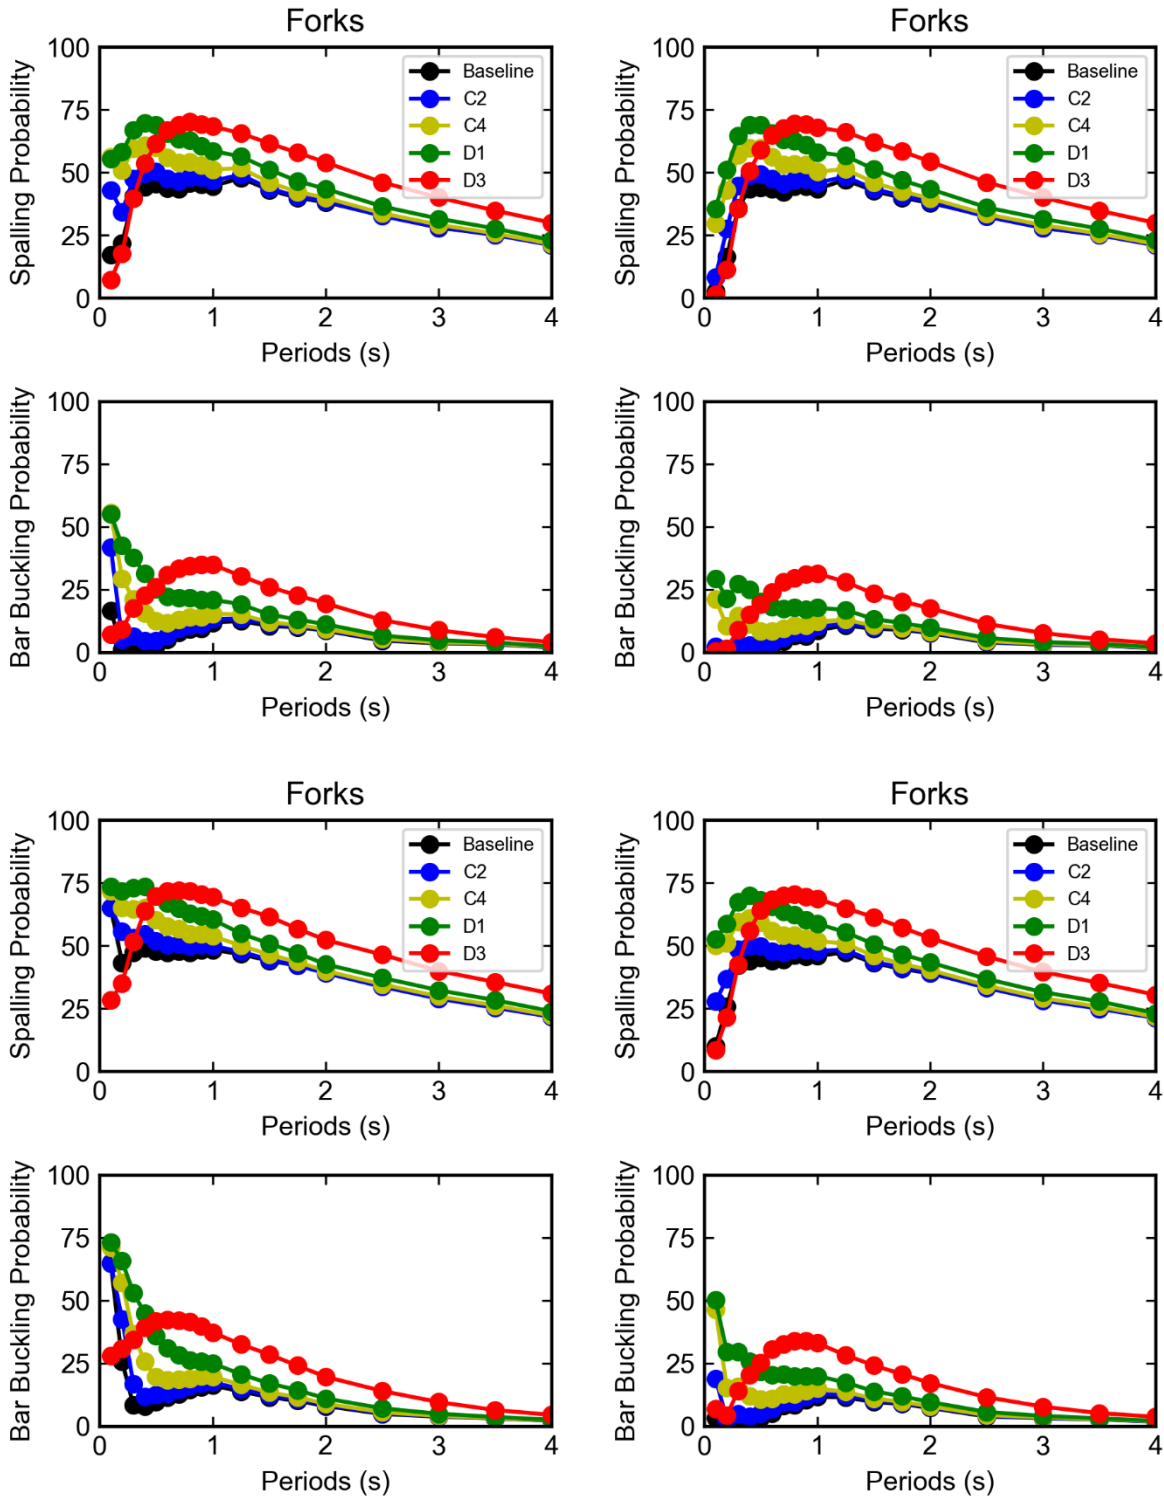 Forks
Spalling Probability
100
75
50
25
0
Baseline
C2
C4
D1
D3
0 1 2 3 4
Periods (s)
Forks
Spalling Probability
100
75
50
25
0
Baseline
C2
C4
D1
D3
0 1 2 3 4
Periods (s)
Bar Buckling Probability
100
75
50
25
0
0 1 2 3 4
Periods (s)
Bar Buckling Probability
100
75
50
25
0
0 1 2 3 4
Periods (s)
Forks
Spalling Probability
100
75
50
25
0
Baseline
C2
C4
D1
D3
0 1 2 3 4
Periods (s)
Forks
Spalling Probability
100
75
50
25
0
Baseline
C2
C4
D1
D3
0 1 2 3 4
Periods (s)
Bar Buckling Probability
100
75
50
25
0
0 1 2 3 4
Periods (s)
Bar Buckling Probability
100
75
50
25
0
0 1 2 3 4
Periods (s)